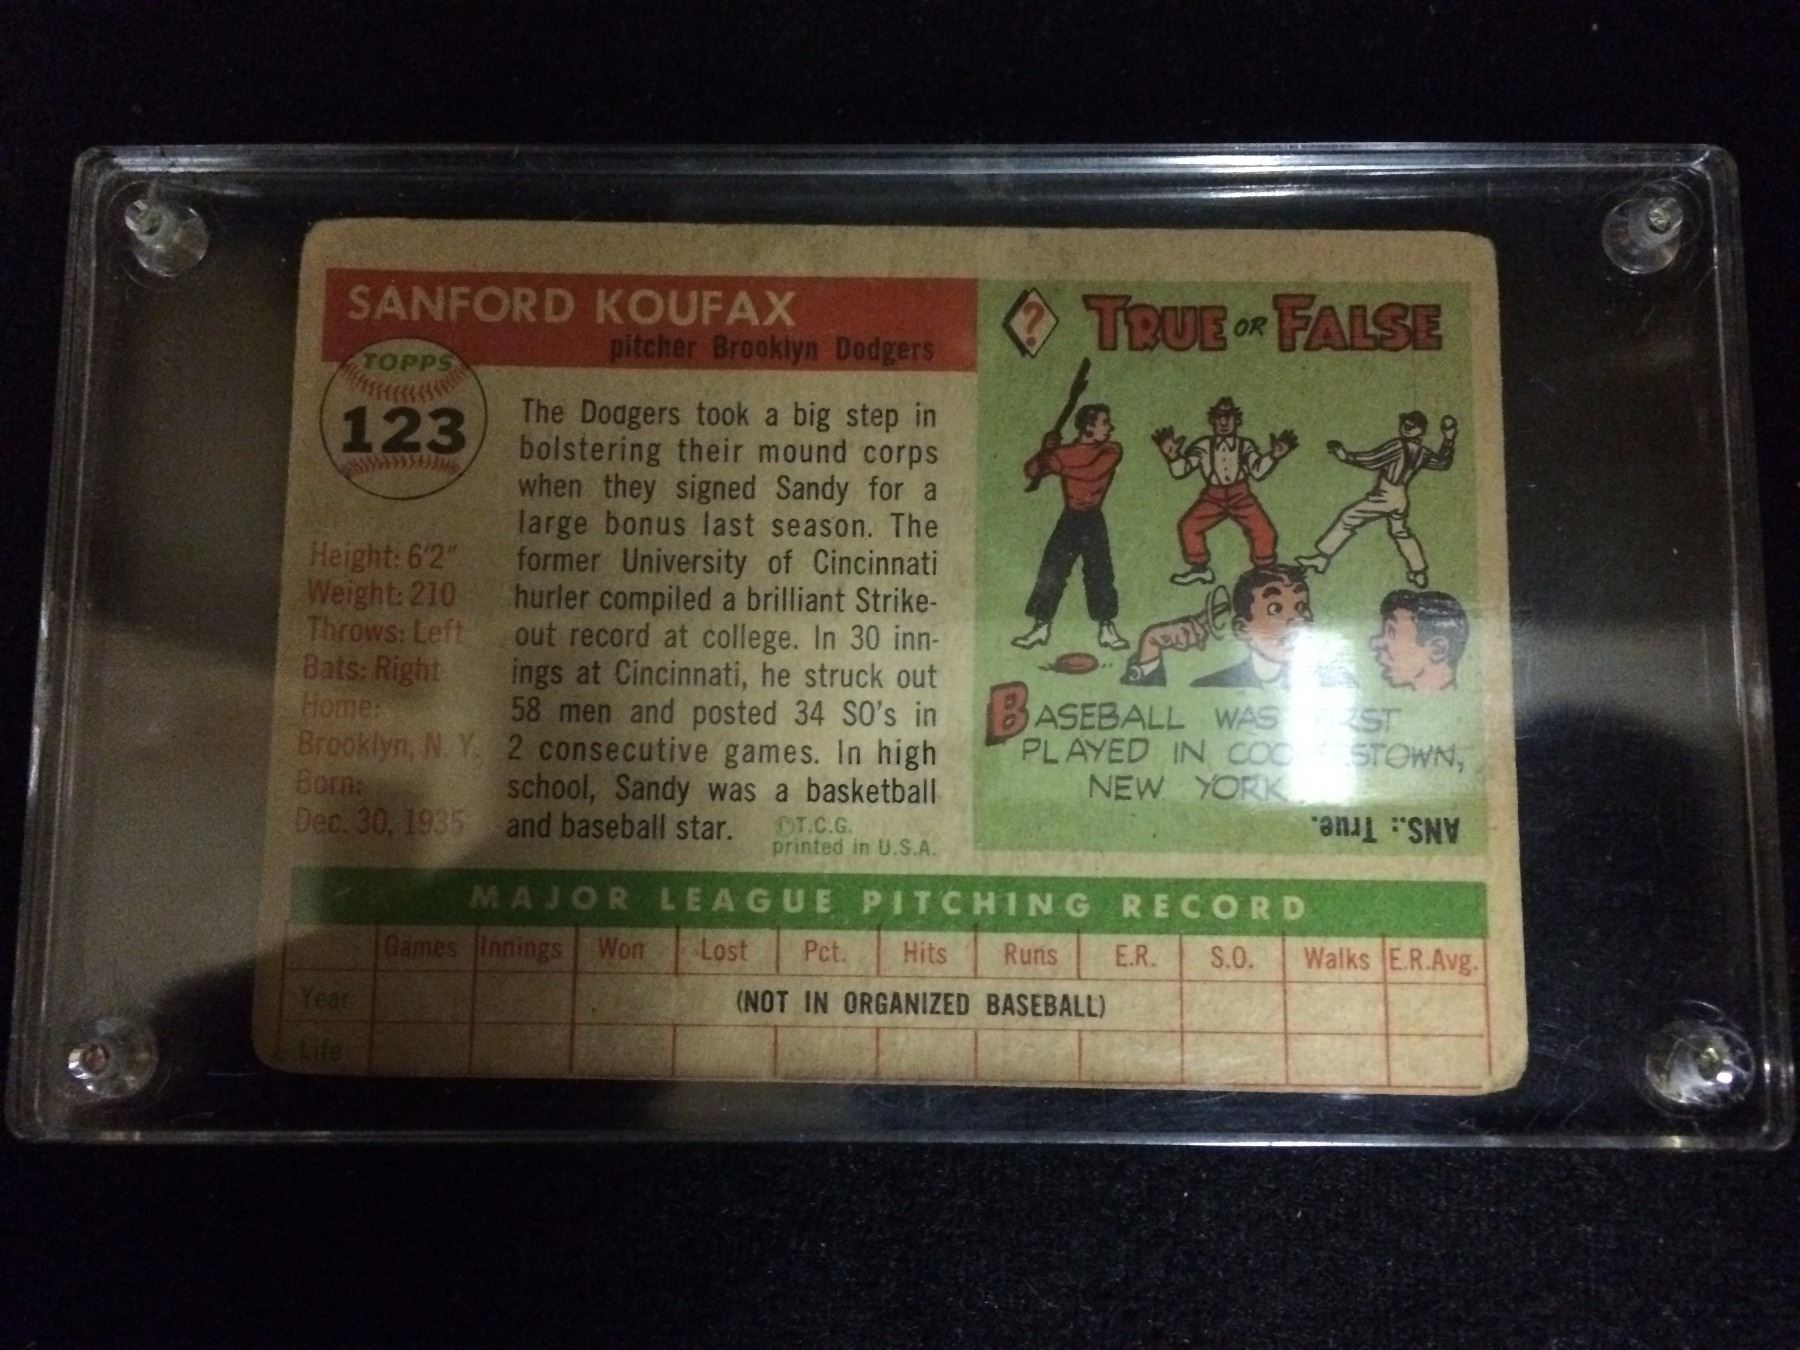 SANFORD KOUFAX
pitcher Brooklyn Dodgers
TOPPS
123
Height: 6'2"
Weight: 210
Throws: Left
Bats: Right
Home:
Brooklyn, N. Y.
Born:
Dec. 30, 1935
The Dodgers took a big step in
bolstering their mound corps
when they signed Sandy for a
large bonus last season. The
former University of Cincinnati
hurler compiled a brilliant Strike-
out record at college. In 30 inn-
ings at Cincinnati, he struck out
58 men and posted 34 SO's in
2 consecutive games. In high
school, Sandy was a basketball
and baseball star.
©T.C.G.
printed in U.S.A.
?
TRUE OR FALSE
BASEBALL WAS FIRST
PLAYED IN COOPERSTOWN,
NEW YORK
ANS.: True.
MAJOR LEAGUE PITCHING RECORD
Games Innings Won Lost Pct. Hits Runs E.R. S.O. Walks E.R.Avg.
Year (NOT IN ORGANIZED BASEBALL)
Life